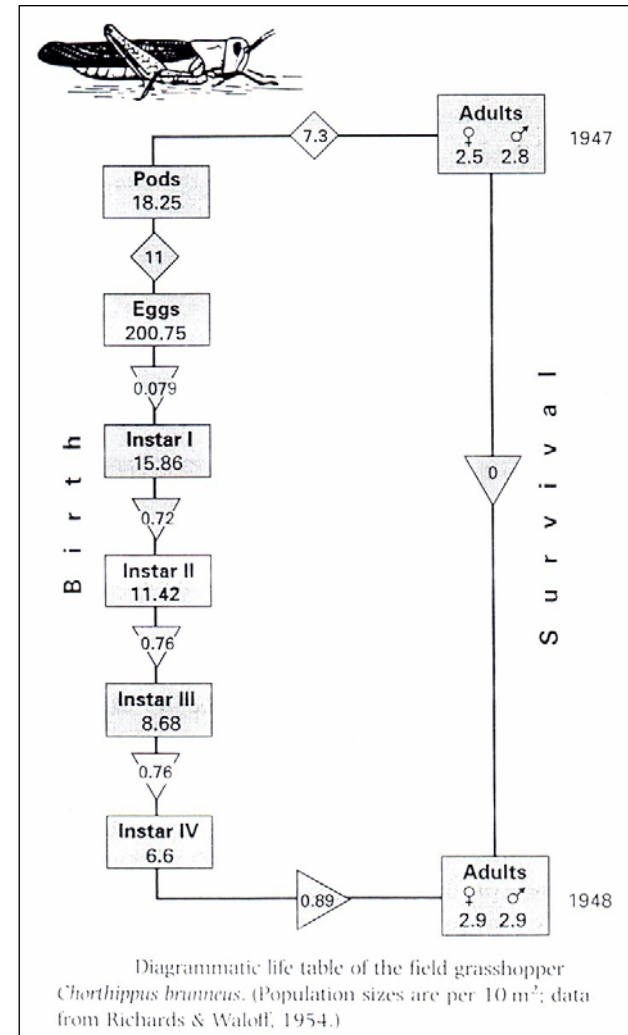 Adults
♀ ♂
2.5 2.8
1947
7.3
Pods
18.25
11
Eggs
200.75
0.079
Instar I
15.86
0.72
Instar II
11.42
0.76
Instar III
8.68
0.76
Instar IV
6.6
0.89
Adults
♀ ♂
2.9 2.9
1948
0
Birth
Survival
Diagrammatic life table of the field grasshopper
Chorthippus brunneus. (Population sizes are per 10 m²; data
from Richards & Waloff, 1954.)